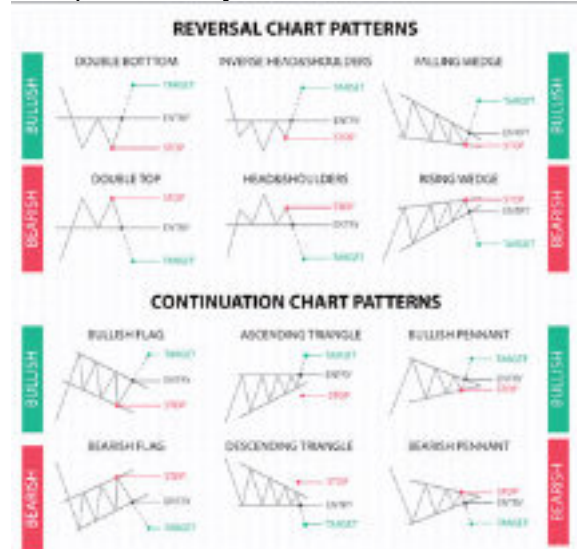 REVERSAL CHART PATTERNS
DOUBLE BOTTTOM INVERSE HEAD&SHOULDERS FALLING WEDGE
BULLISH
TARGET TARGET TARGET
ENTRY ENTRY ENTRY
STOP STOP STOP
BULLISH
DOUBLE TOP HEAD&SHOULDERS RISING WEDGE
BEARISH
STOP STOP STOP
ENTRY ENTRY ENTRY
TARGET TARGET TARGET
BEARISH
CONTINUATION CHART PATTERNS
BULLISH FLAG ASCENDING TRIANGLE BULLISH PENNANT
BULLISH
TARGET TARGET TARGET
ENTRY ENTRY ENTRY
STOP STOP STOP
BULLISH
BEARISH FLAG DESCENDING TRIANGLE BEARISH PENNANT
BEARISH
STOP STOP STOP
ENTRY ENTRY ENTRY
TARGET TARGET TARGET
BEARISH